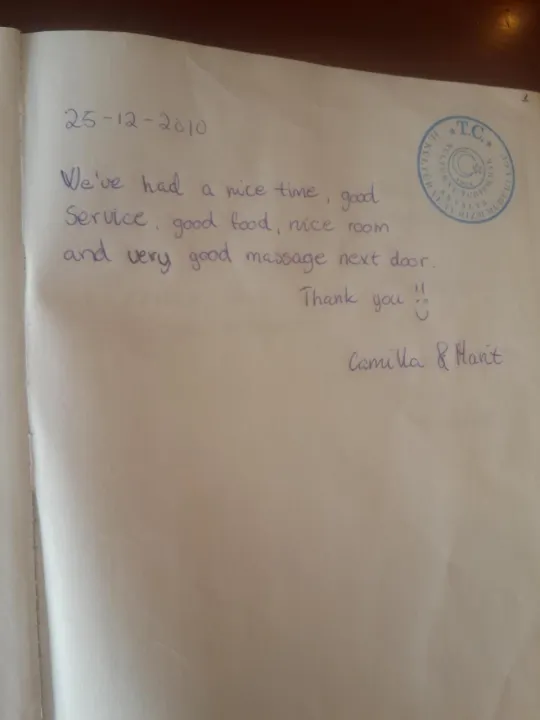 25-12-2010
We've had a nice time, good
Service, good food, nice room
and very good massage next door.
Thank you !!
Camilla & Marit
T.C.